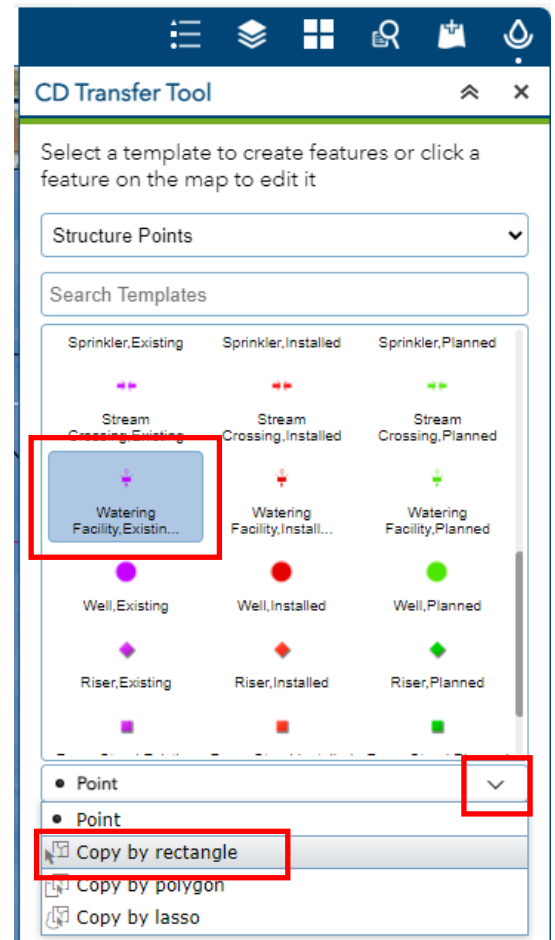 CD Transfer Tool
Select a template to create features or click a
feature on the map to edit it
Structure Points
Search Templates
Sprinkler,Existing Sprinkler,Installed Sprinkler,Planned
Stream Stream Stream
Crossing,Existing Crossing,Installed Crossing,Planned
Watering Watering Watering
Facility,Existin... Facility,Install... Facility,Planned
Well,Existing Well,Installed Well,Planned
Riser,Existing Riser,Installed Riser,Planned
Point
Point
Copy by rectangle
Copy by polygon
Copy by lasso